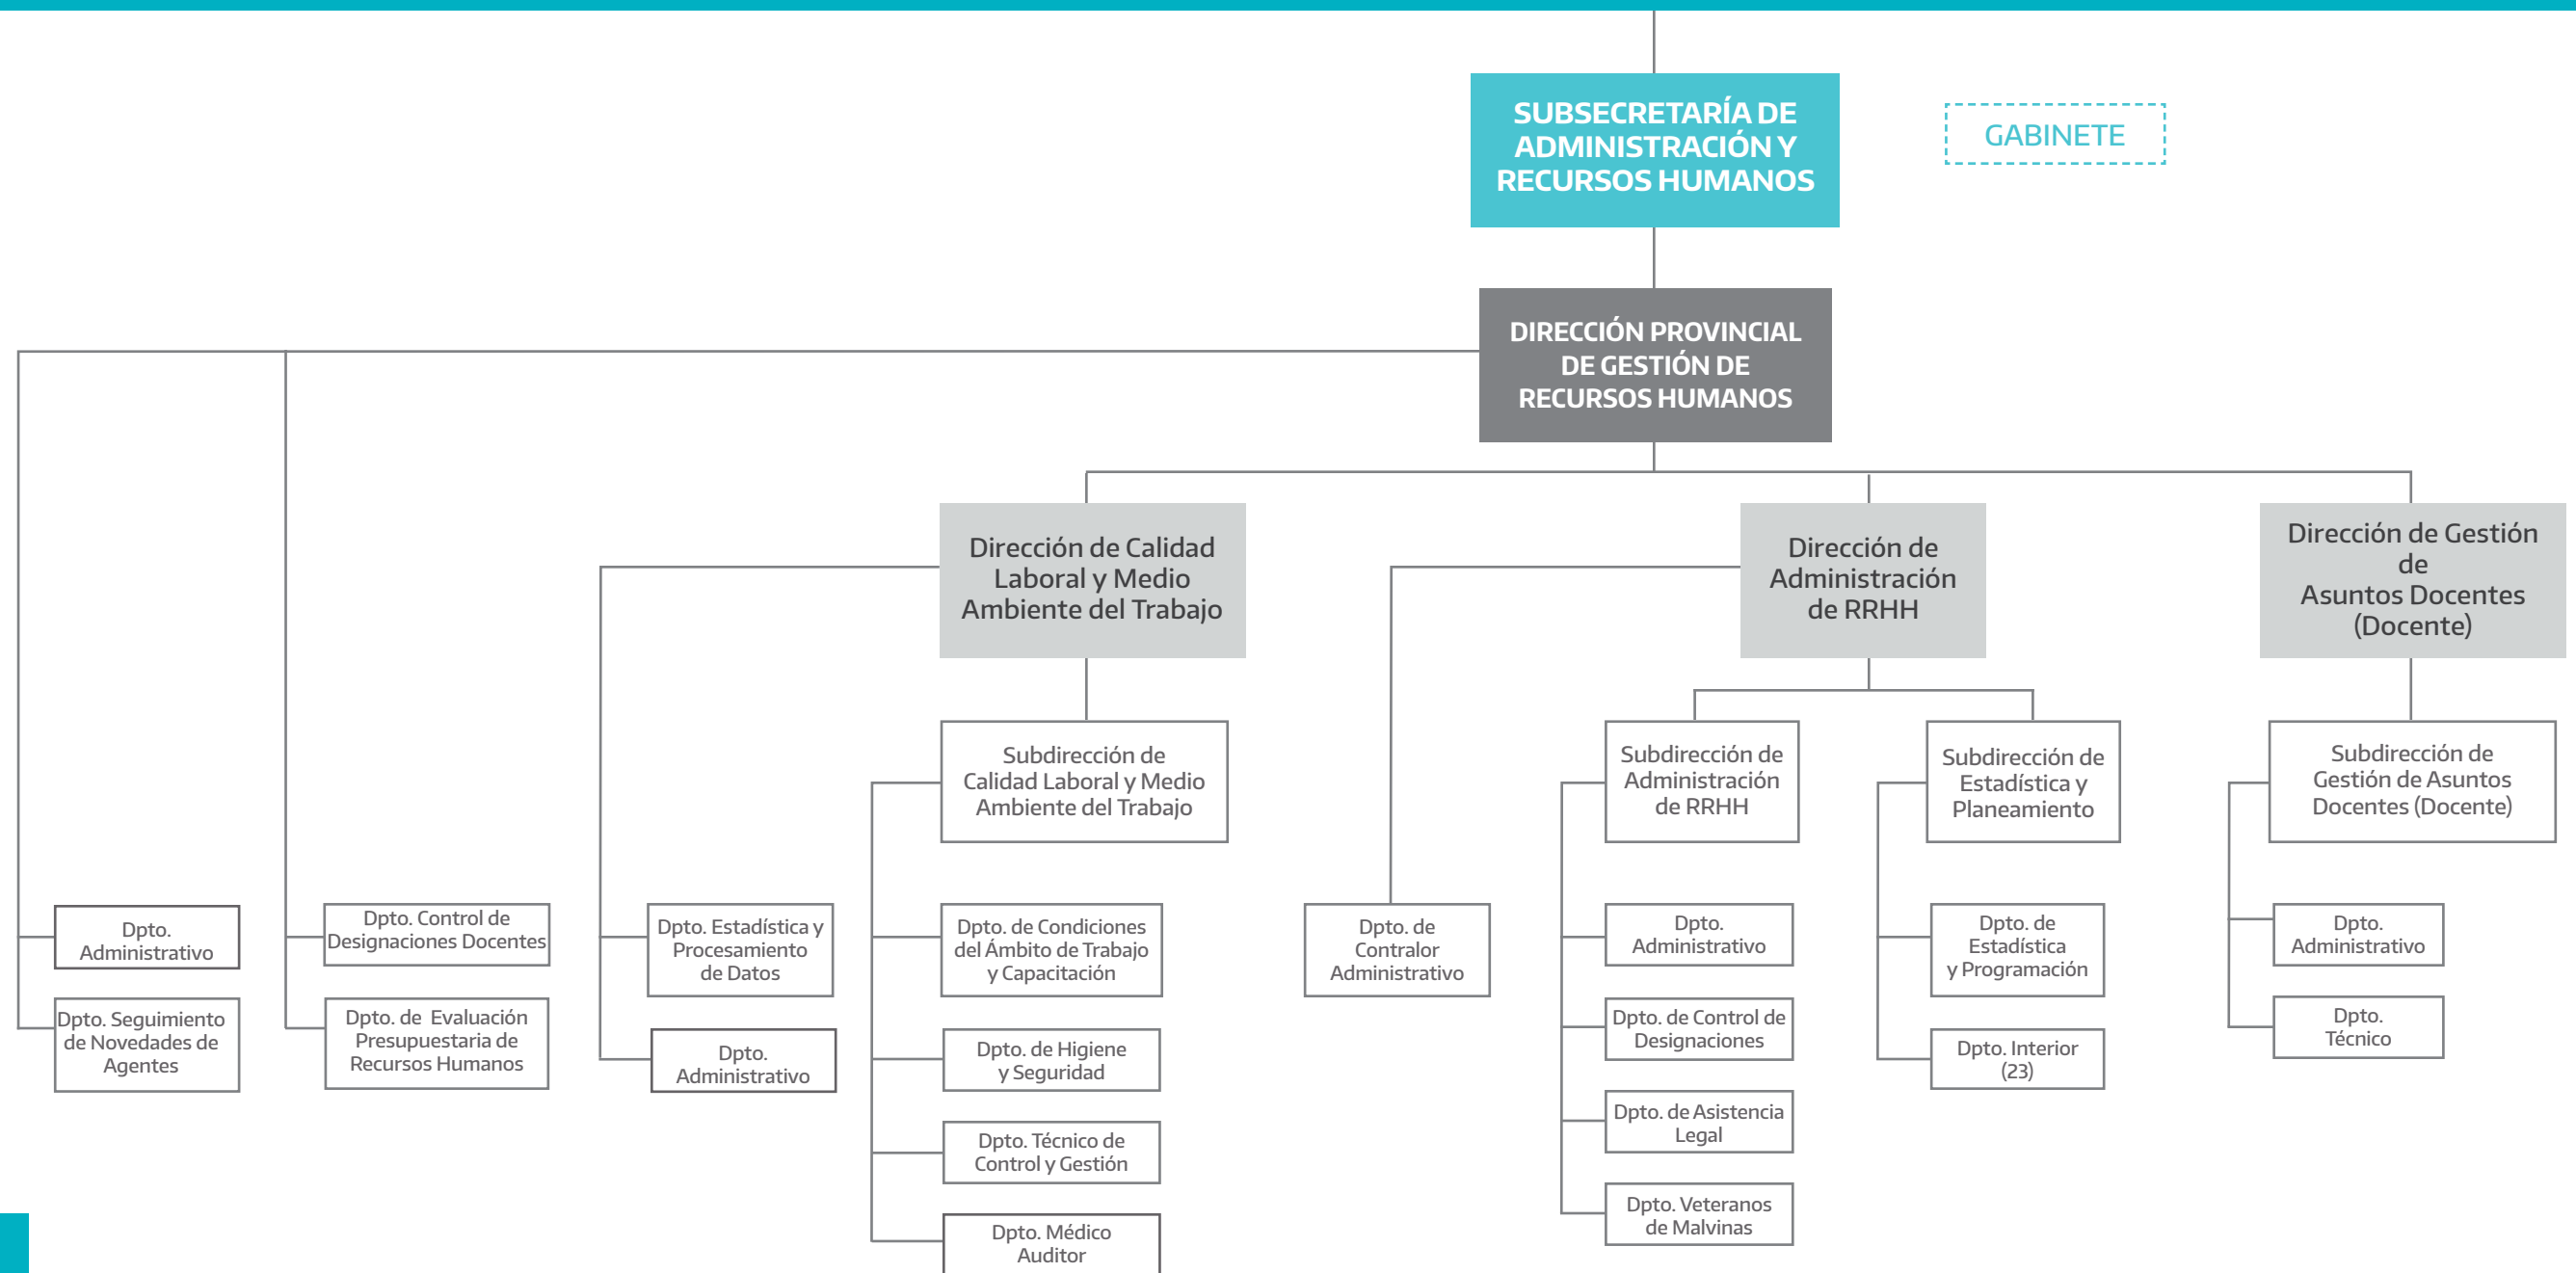 SUBSECRETARÍA DE
ADMINISTRACIÓN Y
RECURSOS HUMANOS
GABINETE
DIRECCIÓN PROVINCIAL
DE GESTIÓN DE
RECURSOS HUMANOS
Dirección de Calidad
Laboral y Medio
Ambiente del Trabajo
Dirección de
Administración
de RRHH
Dirección de Gestión
de
Asuntos Docentes
(Docente)
Subdirección de
Calidad Laboral y Medio
Ambiente del Trabajo
Subdirección de
Administración
de RRHH
Subdirección de
Estadística y
Planeamiento
Subdirección de
Gestión de Asuntos
Docentes (Docente)
Dpto.
Administrativo
Dpto. Seguimiento
de Novedades de
Agentes
Dpto. Control de
Designaciones Docentes
Dpto. de Evaluación
Presupuestaria de
Recursos Humanos
Dpto. Estadística y
Procesamiento
de Datos
Dpto.
Administrativo
Dpto. de Condiciones
del Ámbito de Trabajo
y Capacitación
Dpto. de Higiene
y Seguridad
Dpto. Técnico de
Control y Gestión
Dpto. Médico
Auditor
Dpto. de
Contralor
Administrativo
Dpto.
Administrativo
Dpto. de Control de
Designaciones
Dpto. de Asistencia
Legal
Dpto. Veteranos
de Malvinas
Dpto. de
Estadística
y Programación
Dpto. Interior
(23)
Dpto.
Administrativo
Dpto.
Técnico